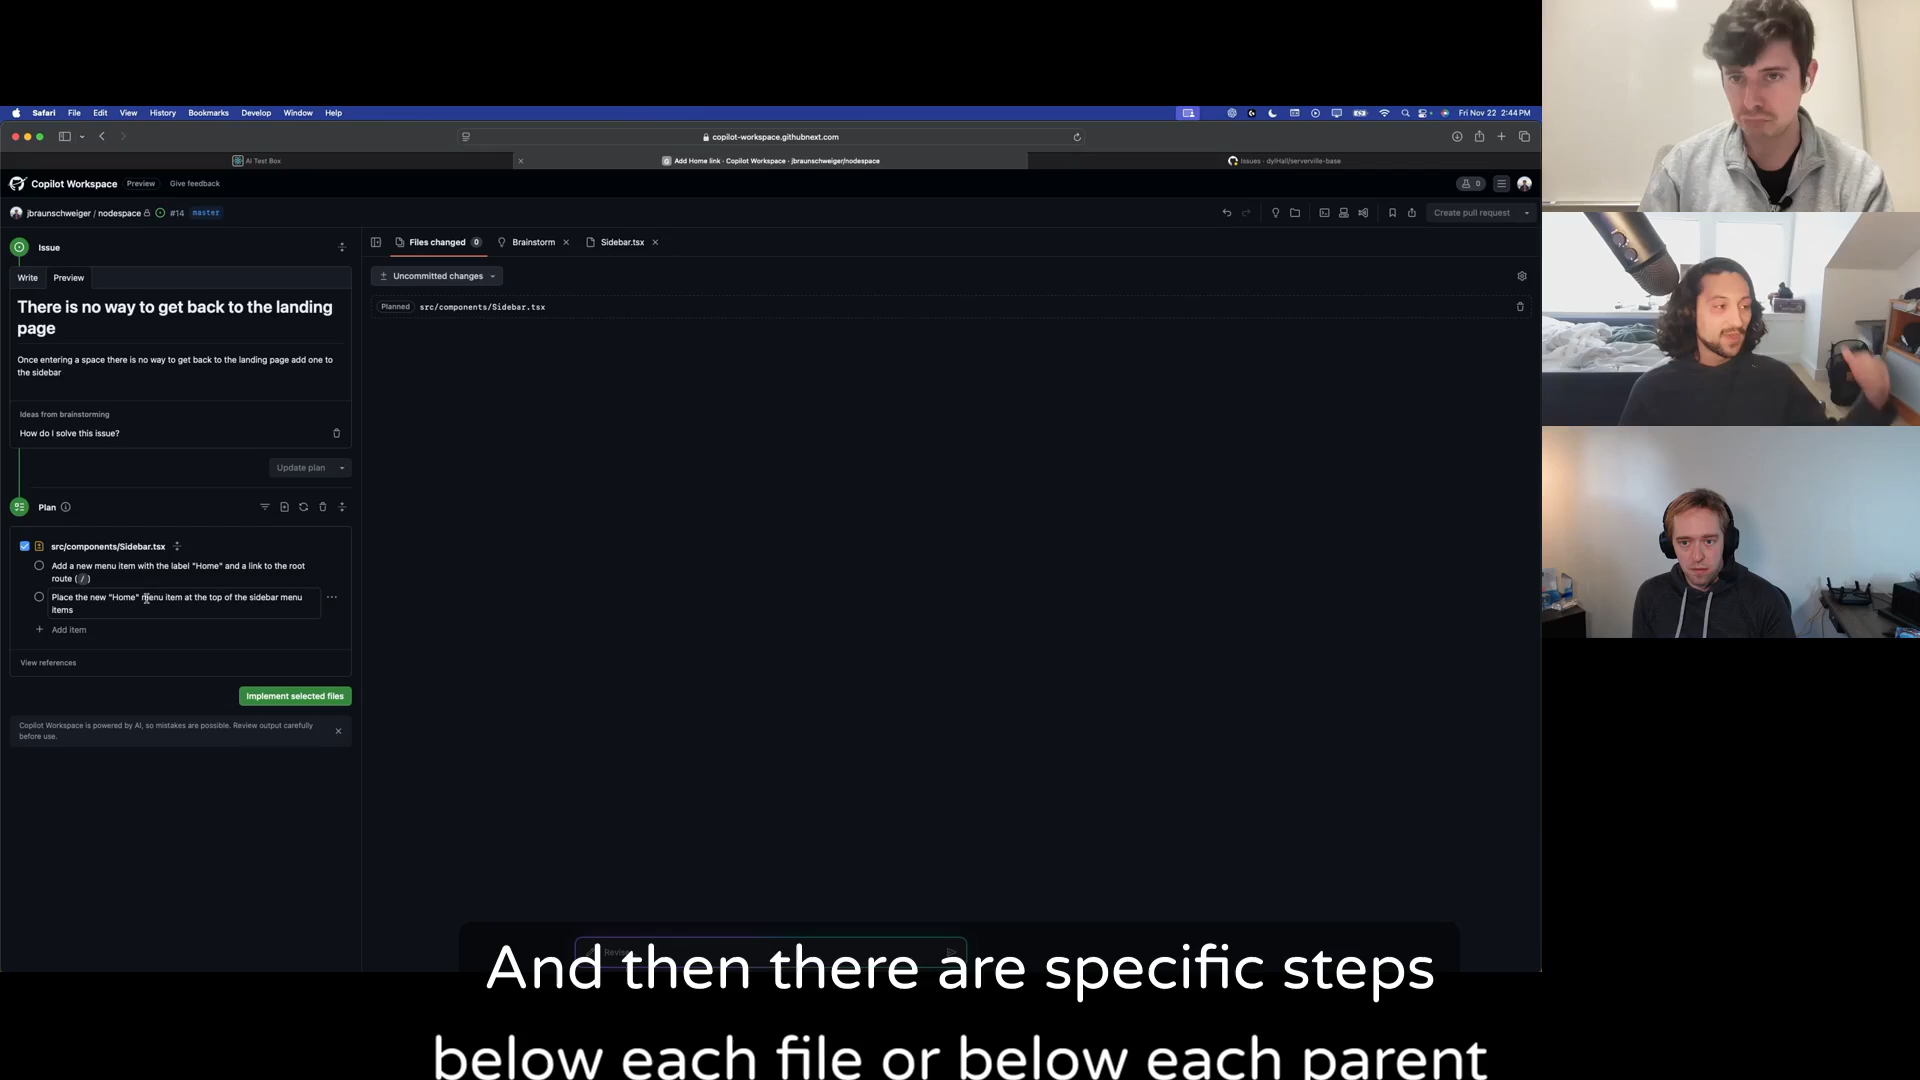 Safari File Edit View History Bookmarks Develop Window Help Fri Nov 22 2:44 PM
copilot-workspace.githubnext.com
AI Test Box
Add Home link · Copilot Workspace · jbraunschweiger/nodespace
Issues · dylHall/serverville-base
Copilot Workspace Preview Give feedback 0
jbraunschweiger / nodespace #14 master Create pull request
Issue
Files changed 0 Brainstorm Sidebar.tsx
Write Preview
Uncommitted changes
There is no way to get back to the landing
page
Planned src/components/Sidebar.tsx
Once entering a space there is no way to get back to the landing page add one to
the sidebar
Ideas from brainstorming
How do I solve this issue?
Update plan
Plan
src/components/Sidebar.tsx
Add a new menu item with the label "Home" and a link to the root
route ( / )
Place the new "Home" menu item at the top of the sidebar menu
items
Add item
View references
Implement selected files
Copilot Workspace is powered by AI, so mistakes are possible. Review output carefully
before use.
And then there are specific steps
below each file or below each parent